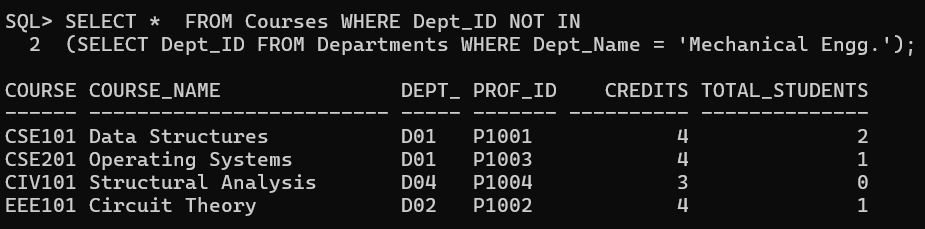 SQL> SELECT *  FROM Courses WHERE Dept_ID NOT IN
  2  (SELECT Dept_ID FROM Departments WHERE Dept_Name = 'Mechanical Engg.');
COURSE COURSE_NAME               DEPT_ PROF_ID    CREDITS TOTAL_STUDENTS
------ ------------------------- ----- ------- ---------- --------------
CSE101 Data Structures           D01   P1001            4              2
CSE201 Operating Systems         D01   P1003            4              1
CIV101 Structural Analysis       D04   P1004            3              0
EEE101 Circuit Theory            D02   P1002            4              1